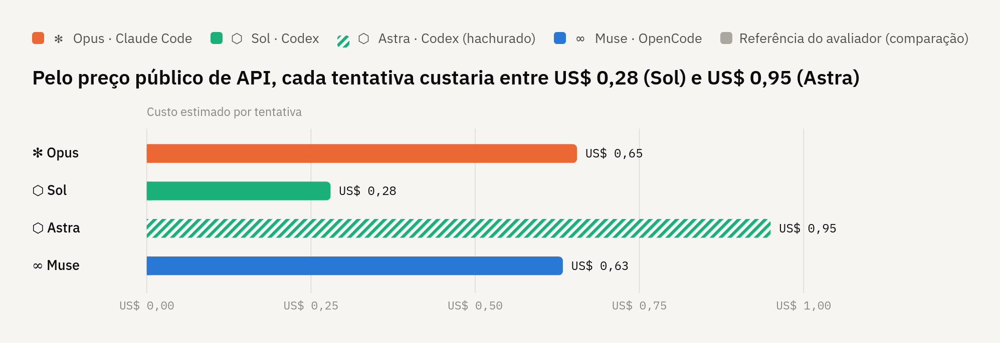 ✻ Opus · Claude Code ⬡ Sol · Codex ⬡ Astra · Codex (hachurado) ∞ Muse · OpenCode Referência do avaliador (comparação)
Pelo preço público de API, cada tentativa custaria entre US$ 0,28 (Sol) e US$ 0,95 (Astra)
Custo estimado por tentativa
✻ Opus US$ 0,65
⬡ Sol US$ 0,28
⬡ Astra US$ 0,95
∞ Muse US$ 0,63
US$ 0,00 US$ 0,25 US$ 0,50 US$ 0,75 US$ 1,00